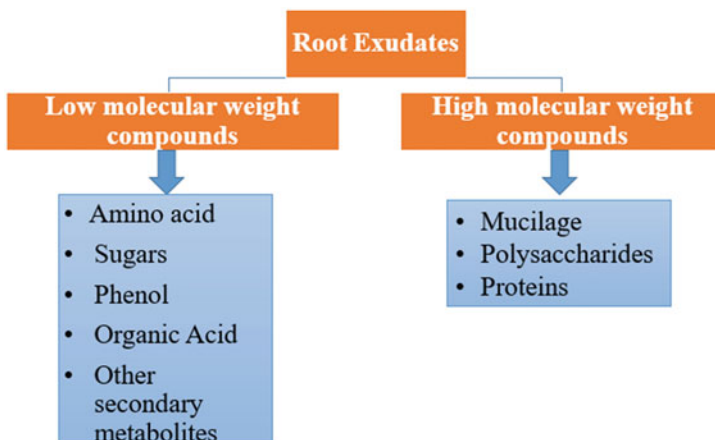 Root Exudates
Low molecular weight
compounds
High molecular weight
compounds
• Amino acid
• Sugars
• Phenol
• Organic Acid
• Other
secondary
metabolites
• Mucilage
• Polysaccharides
• Proteins